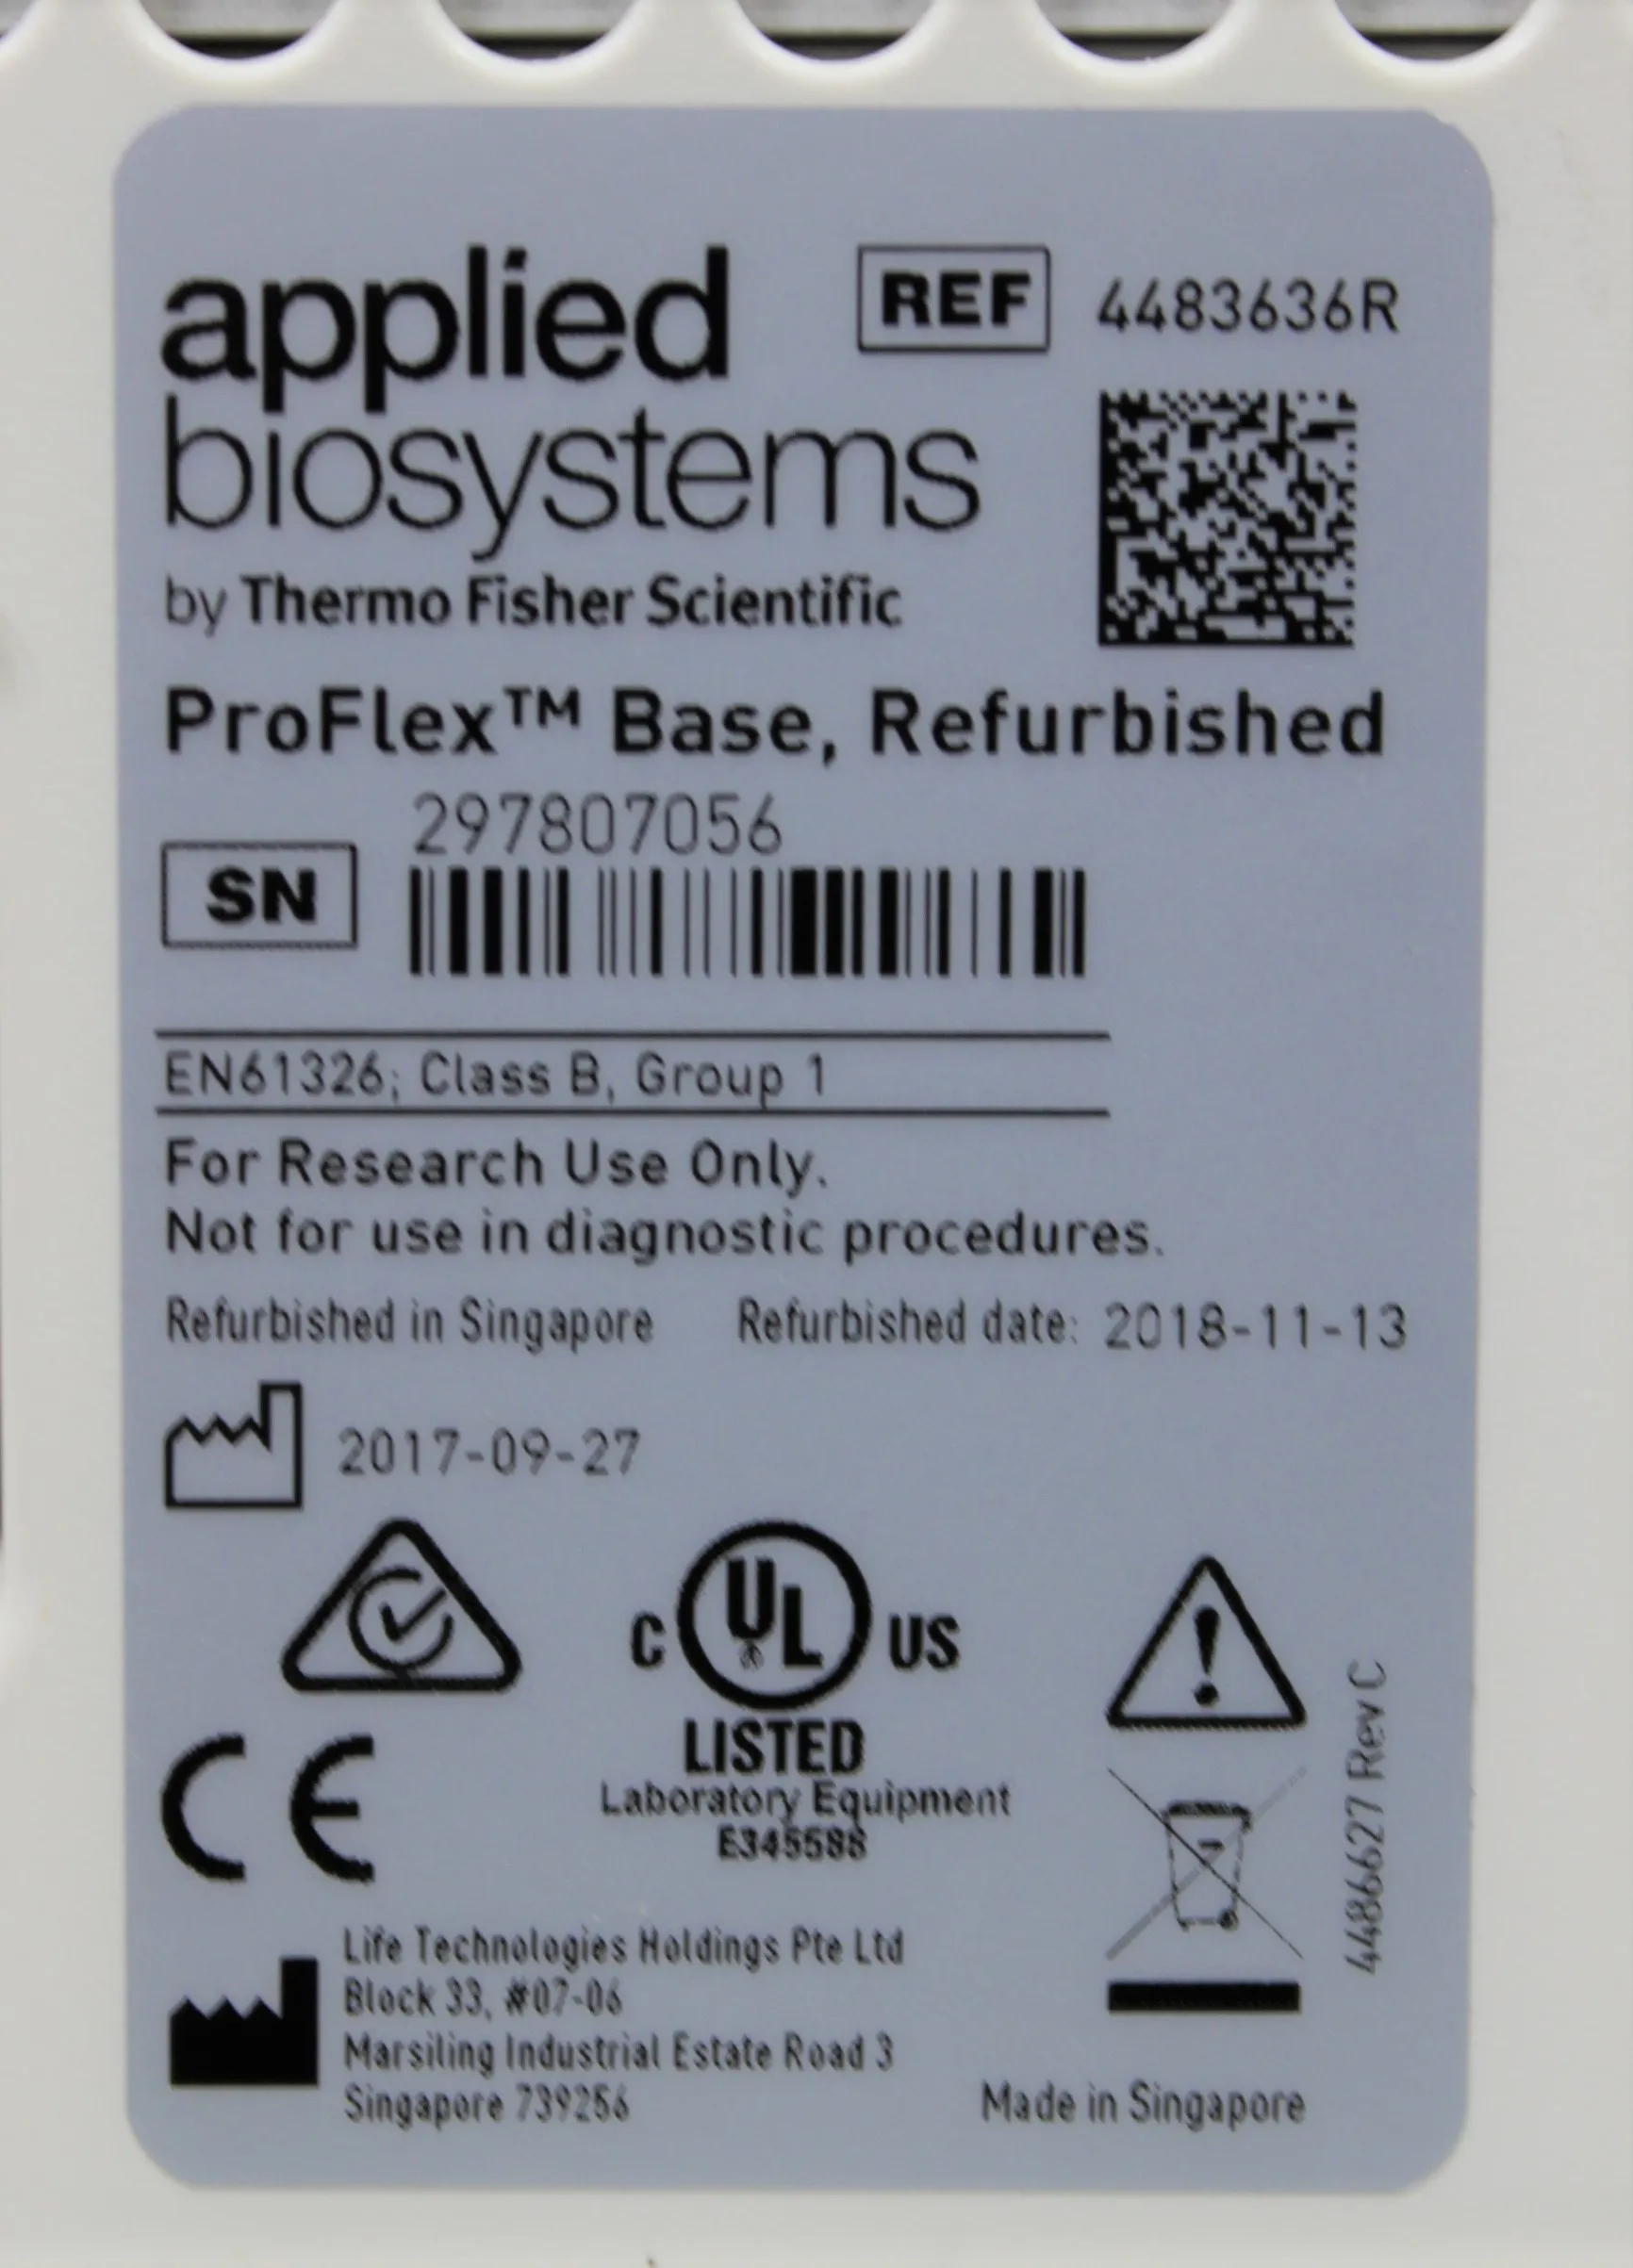 applied
biosystems
by Thermo Fisher Scientific
REF 4483636R
ProFlex™ Base, Refurbished
297807056
SN
EN61326; Class B, Group 1
For Research Use Only.
Not for use in diagnostic procedures.
Refurbished in Singapore Refurbished date: 2018-11-13
2017-09-27
C UL ® US
LISTED
Laboratory Equipment
E345588
CE
4486627 Rev C
Life Technologies Holdings Pte Ltd
Block 33, #07-06
Marsiling Industrial Estate Road 3
Singapore 739256
Made in Singapore